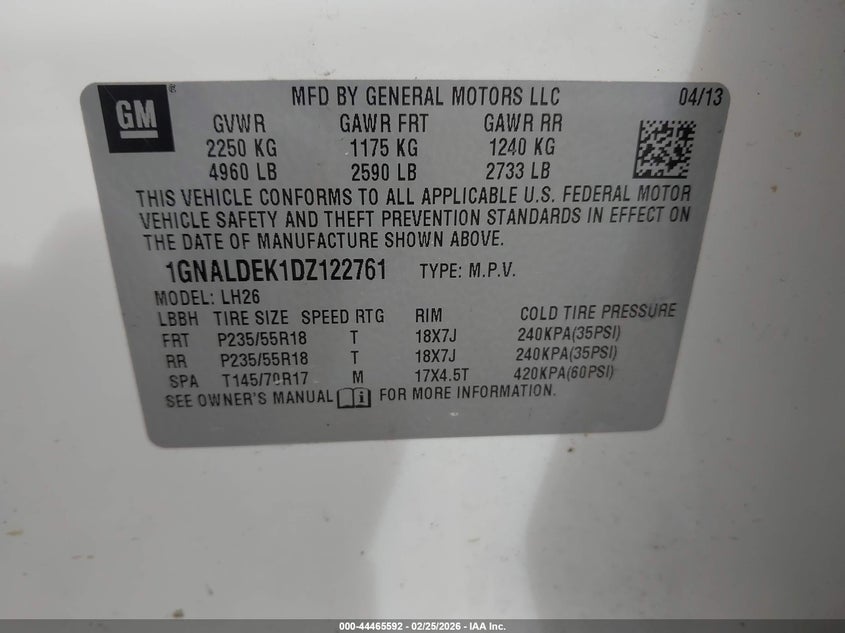 GM
MFD BY GENERAL MOTORS LLC 04/13
GVWR GAWR FRT GAWR RR
2250 KG 1175 KG 1240 KG
4960 LB 2590 LB 2733 LB
THIS VEHICLE CONFORMS TO ALL APPLICABLE U.S. FEDERAL MOTOR
VEHICLE SAFETY AND THEFT PREVENTION STANDARDS IN EFFECT ON
THE DATE OF MANUFACTURE SHOWN ABOVE.
1GNALDEK1DZ122761 TYPE: M.P.V.
MODEL: LH26
LBBH TIRE SIZE SPEED RTG RIM COLD TIRE PRESSURE
FRT P235/55R18 T 18X7J 240KPA(35PSI)
RR P235/55R18 T 18X7J 240KPA(35PSI)
SPA T145/70R17 M 17X4.5T 420KPA(60PSI)
SEE OWNER'S MANUAL i FOR MORE INFORMATION.
000-44465592 / 02/25/2026 - IAA Inc.